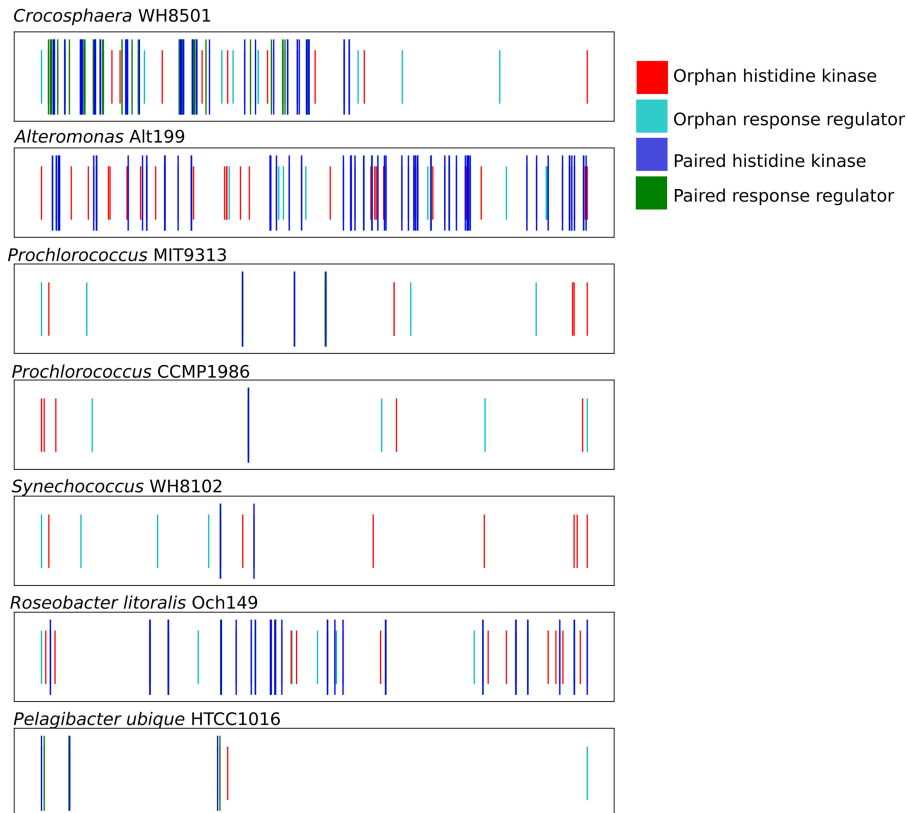 Crocosphaera WH8501
Orphan histidine kinase
Orphan response regulator
Paired histidine kinase
Paired response regulator
Alteromonas Alt199
Prochlorococcus MIT9313
Prochlorococcus CCMP1986
Synechococcus WH8102
Roseobacter litoralis Och149
Pelagibacter ubique HTCC1016